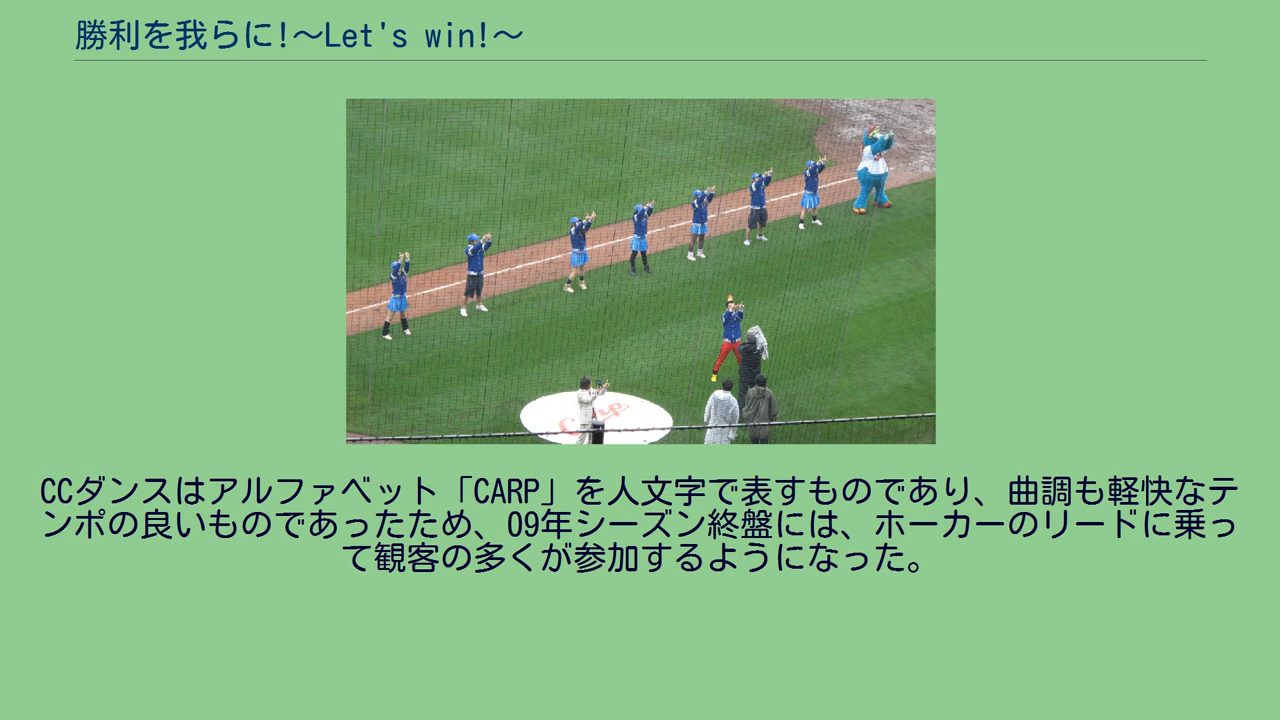 勝利を我らに!〜Let's win!〜
Carp
CCダンスはアルファベット「CARP」を人文字で表すものであり、曲調も軽快なテ
ンポの良いものであったため、09年シーズン終盤には、ホーカーのリードに乗っ
て観客の多くが参加するようになった。